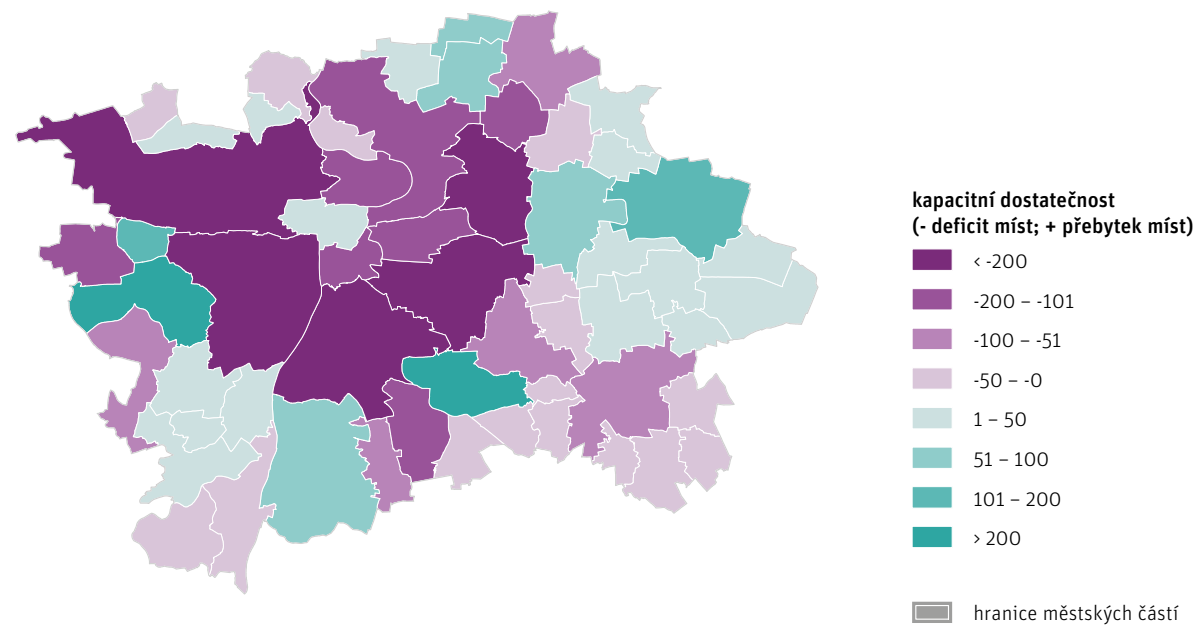 kapacitní dostatečnost
(- deficit míst; + přebytek míst)
< -200
-200 – -101
-100 – -51
-50 – -0
1 – 50
51 – 100
101 – 200
> 200
hranice městských částí